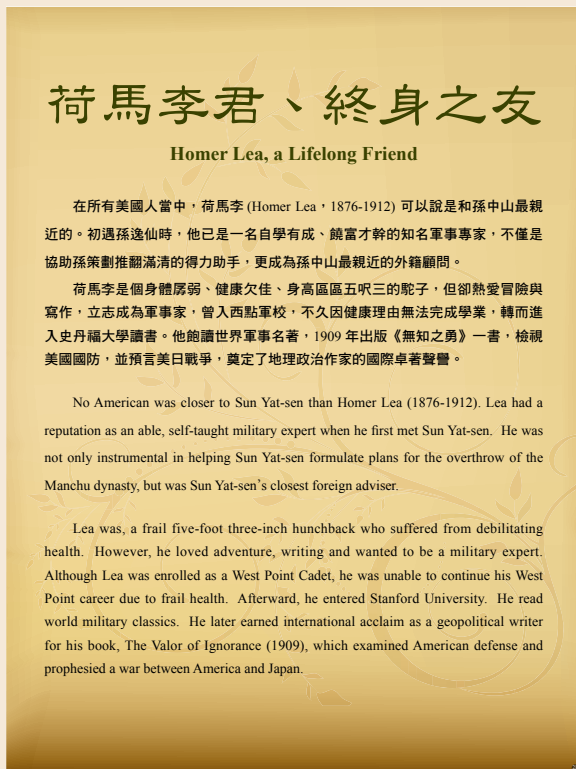 荷馬李君、終身之友
Homer Lea, a Lifelong Friend
在所有美國人當中，荷馬李 (Homer Lea，1876-1912) 可以說是和孫中山最親
近的。初遇孫逸仙時，他已是一名自學有成、饒富才幹的知名軍事專家，不僅是
協助孫策劃推翻滿清的得力助手，更成為孫中山最親近的外籍顧問。
荷馬李是個身體孱弱、健康欠佳、身高區區五呎三的駝子，但卻熱愛冒險與
寫作，立志成為軍事家，曾入西點軍校，不久因健康理由無法完成學業，轉而進
入史丹福大學讀書。他飽讀世界軍事名著，1909 年出版《無知之勇》一書，檢視
美國國防，並預言美日戰爭，奠定了地理政治作家的國際卓著聲譽。
No American was closer to Sun Yat-sen than Homer Lea (1876-1912). Lea had a
reputation as an able, self-taught military expert when he first met Sun Yat-sen.  He was
not only instrumental in helping Sun Yat-sen formulate plans for the overthrow of the
Manchu dynasty, but was Sun Yat-sen's closest foreign adviser.
Lea was, a frail five-foot three-inch hunchback who suffered from debilitating
health.  However, he loved adventure, writing and wanted to be a military expert.
Although Lea was enrolled as a West Point Cadet, he was unable to continue his West
Point career due to frail health.  Afterward, he entered Stanford University.  He read
world military classics.  He later earned international acclaim as a geopolitical writer
for his book, The Valor of Ignorance (1909), which examined American defense and
prophesied a war between America and Japan.